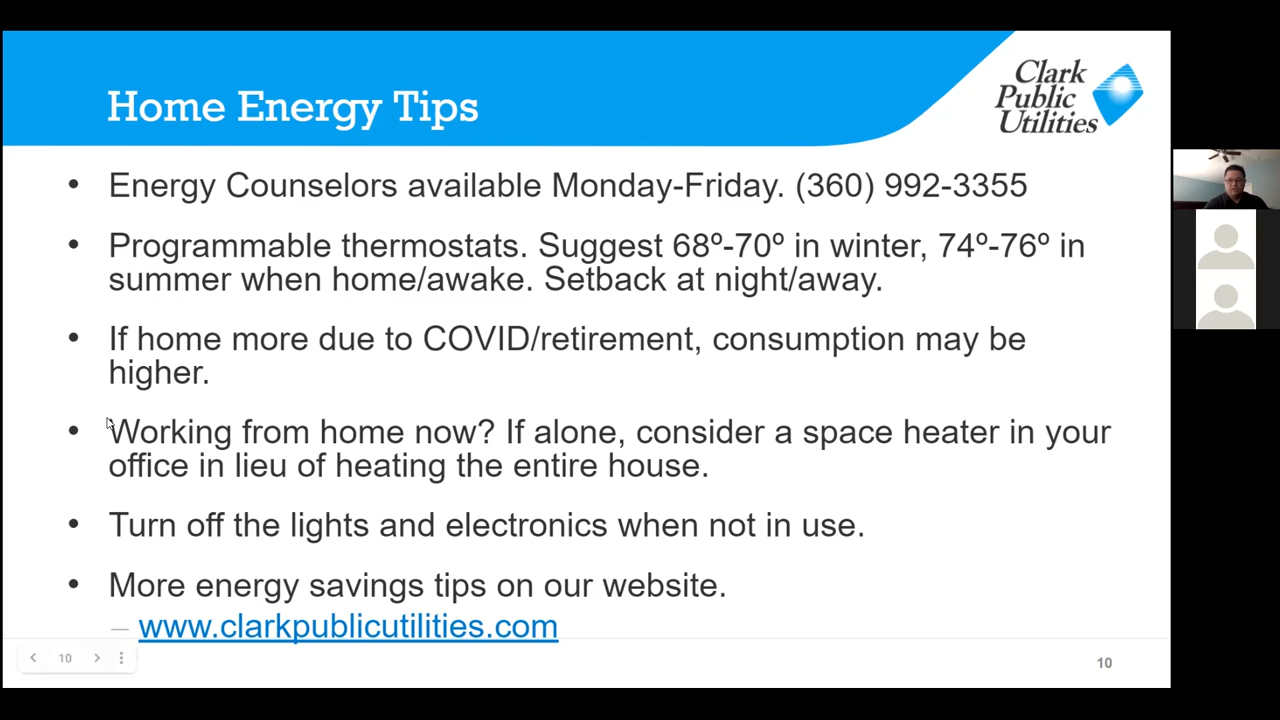 Home Energy Tips
Clark
Public
Utilities
• Energy Counselors available Monday-Friday. (360) 992-3355
• Programmable thermostats. Suggest 68º-70º in winter, 74º-76º in
summer when home/awake. Setback at night/away.
• If home more due to COVID/retirement, consumption may be
higher.
• Working from home now? If alone, consider a space heater in your
office in lieu of heating the entire house.
• Turn off the lights and electronics when not in use.
• More energy savings tips on our website.
— www.clarkpublicutilities.com
10
10